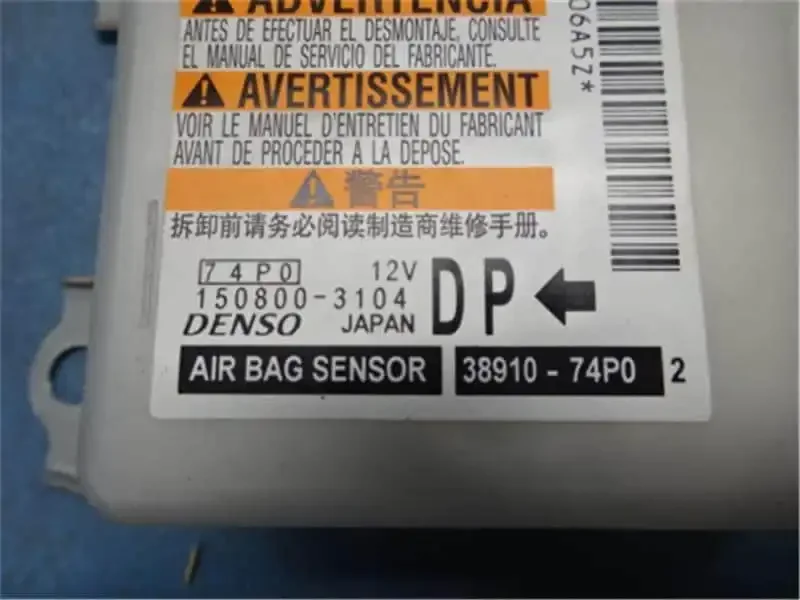 ADVERTENCIA
ANTES DE EFECTUAR EL DESMONTAJE, CONSULTE
EL MANUAL DE SERVICIO DEL FABRICANTE.
AVERTISSEMENT
VOIR LE MANUEL D'ENTRETIEN DU FABRICANT
AVANT DE PROCEDER A LA DEPOSE.
警告
拆卸前请务必阅读制造商维修手册。
06A5Z*
74P0 12V
150800-3104
DENSO JAPAN
DP
AIR BAG SENSOR 38910 - 74P0 2